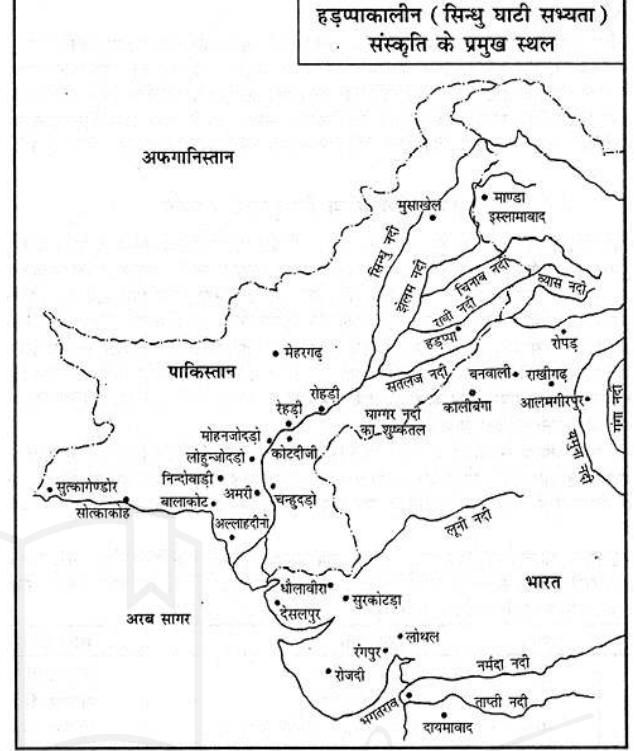 हड़प्पाकालीन ( सिन्धु घाटी सभ्यता )
संस्कृति के प्रमुख स्थल
अफगानिस्तान
मुसाखेल
माण्डा
इस्लामाबाद
सिन्धु नदी
झेलम नदी
चिनाब नदी
रावी नदी
व्यास नदी
हड़प्पा
रोपड़
मेहरगढ़
पाकिस्तान
सतलज नदी
बनवाली
राखीगढ़
रोहड़ी
रेहड़ी
घाग्गर नदी
का शुष्कतल
कालीबंगा
आलमगीरपुर
गंगा नदी
यमुना नदी
मोहनजोदड़ो
कोटदीजी
लोहुन्जोदड़ो
निन्दोवाड़ी
सुत्कागेण्डोर
सोत्काकोह
बालाकोट
अमरी
चन्हुदड़ो
अल्लाहदीनो
लूनी नदी
धौलावीरा
देसलपुर
सुरकोटड़ा
भारत
अरब सागर
लोथल
रंगपुर
रोजदी
नर्मदा नदी
भगतराव
ताप्ती नदी
दायमावाद